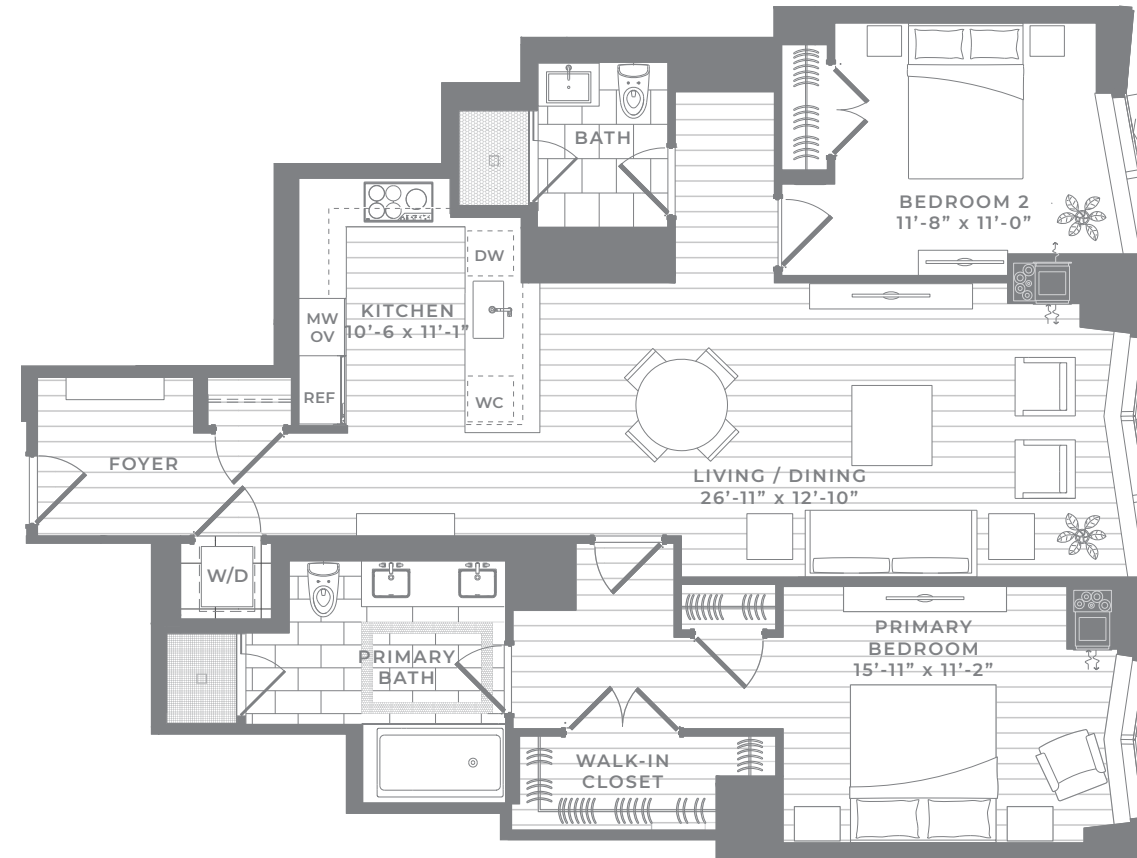 BATH
BEDROOM 2
11’-8” x 11’-0”
DW
KITCHEN
10’-6 x 11’-1”
MW
OV
REF
WC
FOYER
LIVING / DINING
26’-11” x 12’-10”
W/D
PRIMARY
BATH
PRIMARY
BEDROOM
15’-11” x 11’-2”
WALK-IN
CLOSET